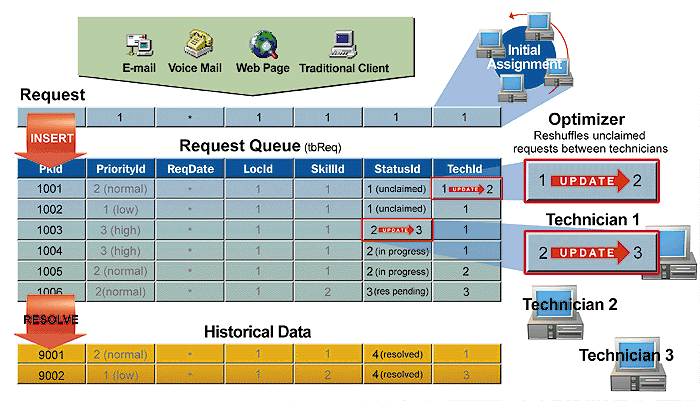 E-mail Voice Mail Web Page Traditional Client
Initial Assignment
Request
1 * 1 1 1 1
INSERT
Request Queue (tbReq)
Optimizer
Reshuffles unclaimed
requests between technicians
PkId PriorityId ReqDate LocId SkillId StatusId TechId
1001 2 (normal) * 1 1 1 (unclaimed) 1 UPDATE 2
1 UPDATE 2
1002 1 (low) * 1 1 1 (unclaimed) 1
1003 3 (high) * 1 1 2 UPDATE 3 1
Technician 1
2 UPDATE 3
1004 3 (high) * 1 1 2 (in progress) 1
1005 2 (normal) * 1 1 2 (in progress) 2
1006 2(normal) * 1 2 3 (res pending) 2
Technician 2
RESOLVE
Historical Data
Technician 3
9001 2 (normal) * 1 1 4 (resolved) 1
9002 1 (low) * 1 2 4 (resolved) 3